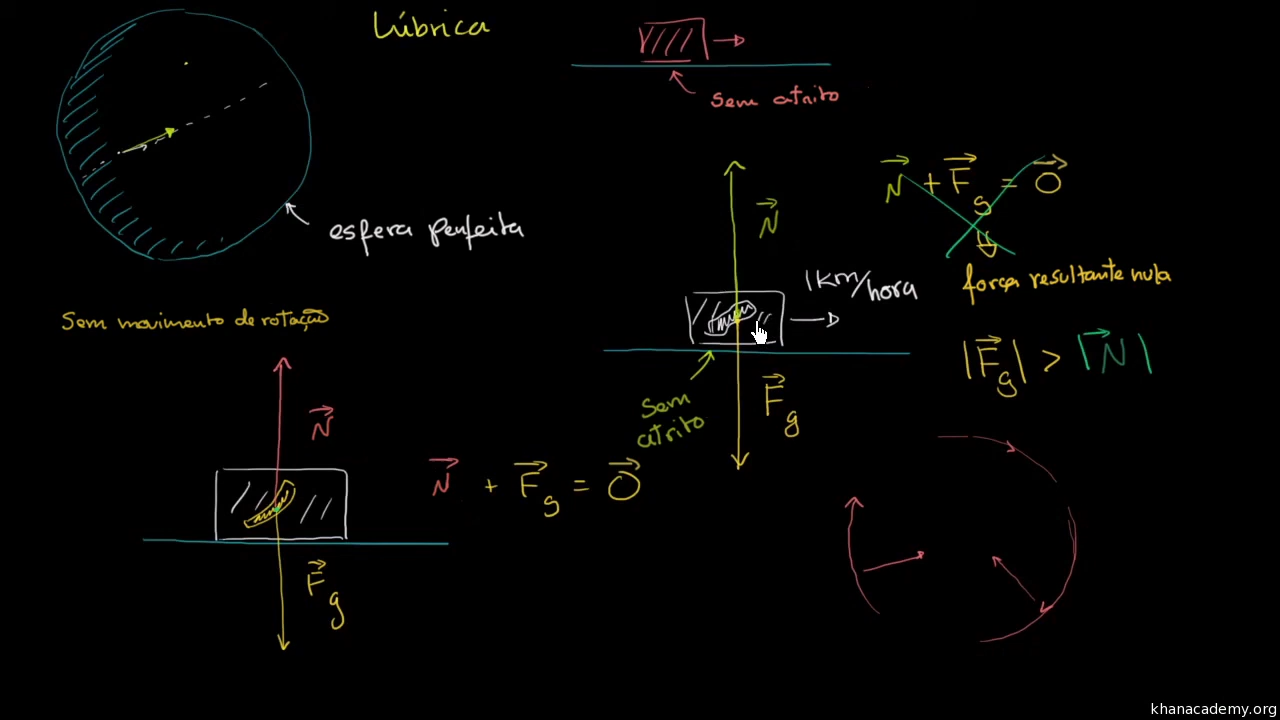 Lúbrica
sem atrito
esfera perfeita
N + Fg = 0
força resultante nula
N
1km/hora
Sem
atrito
Fg
|Fg| > |N|
Sem movimento de rotação
N
N + Fg = 0
Fg
khanacademy.org